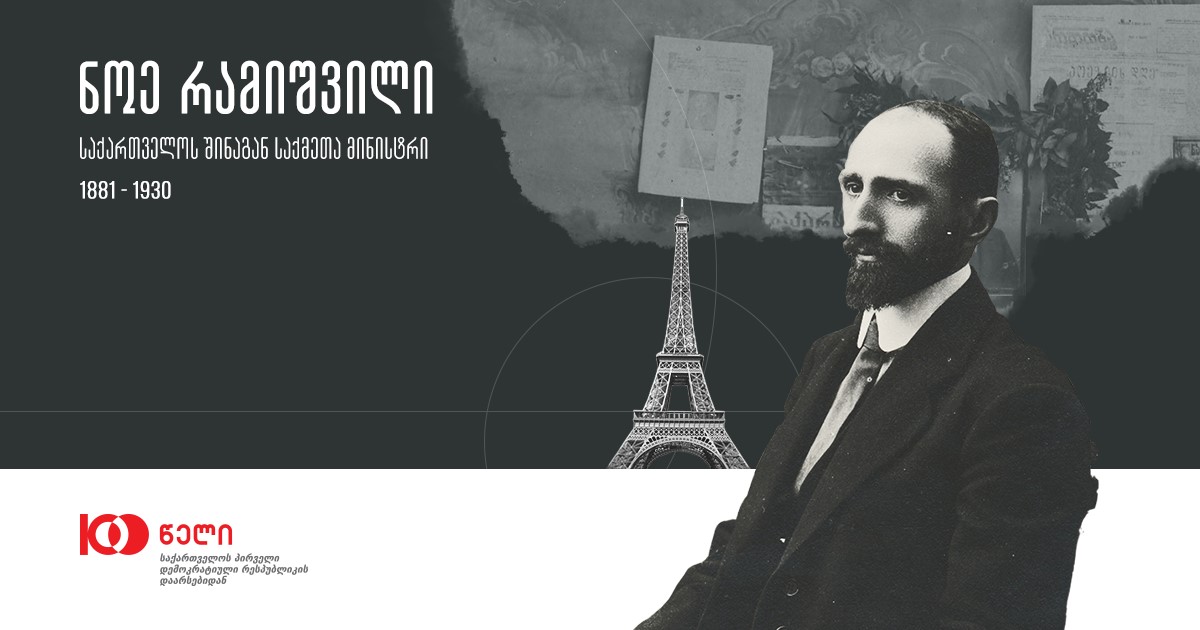 ნოე რამიშვილი
საქართველოს შინაგან საქმეთა მინისტრი
1881 - 1930
100 წელი
საქართველოს პირველი
დემოკრატიული რესპუბლიკის
დაარსებიდან